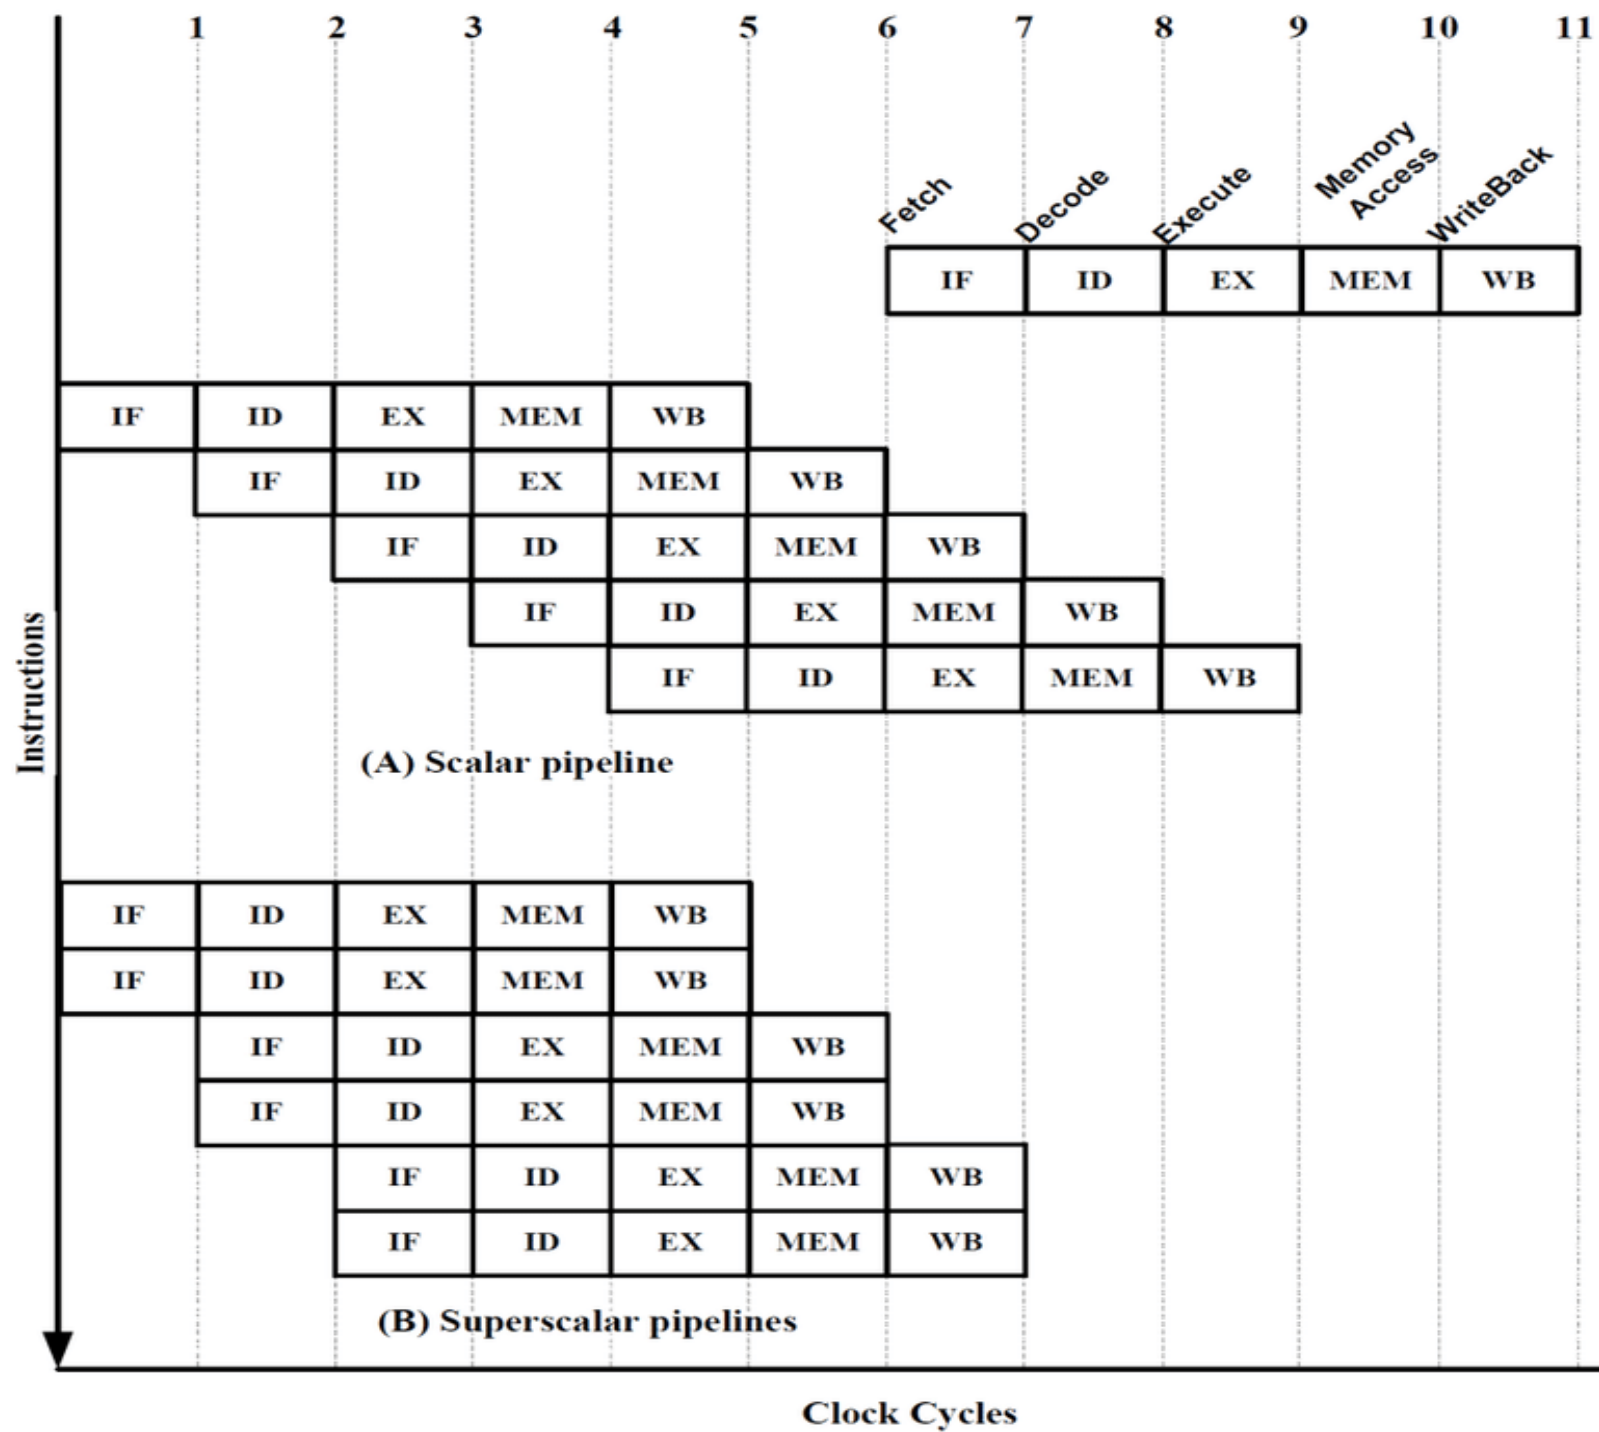 1 2 3 4 5 6 7 8 9 10 11
Fetch Decode Execute Memory Access WriteBack
IF ID EX MEM WB
IF ID EX MEM WB
IF ID EX MEM WB
IF ID EX MEM WB
IF ID EX MEM WB
IF ID EX MEM WB
(A) Scalar pipeline
Instructions
IF ID EX MEM WB
IF ID EX MEM WB
IF ID EX MEM WB
IF ID EX MEM WB
IF ID EX MEM WB
IF ID EX MEM WB
(B) Superscalar pipelines
Clock Cycles